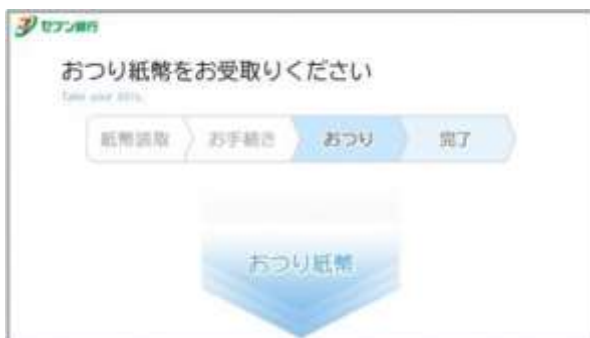 セブン銀行
おつり紙幣をお受取りください
Take your bills.
紙幣読取 お手続き おつり 完了
おつり紙幣